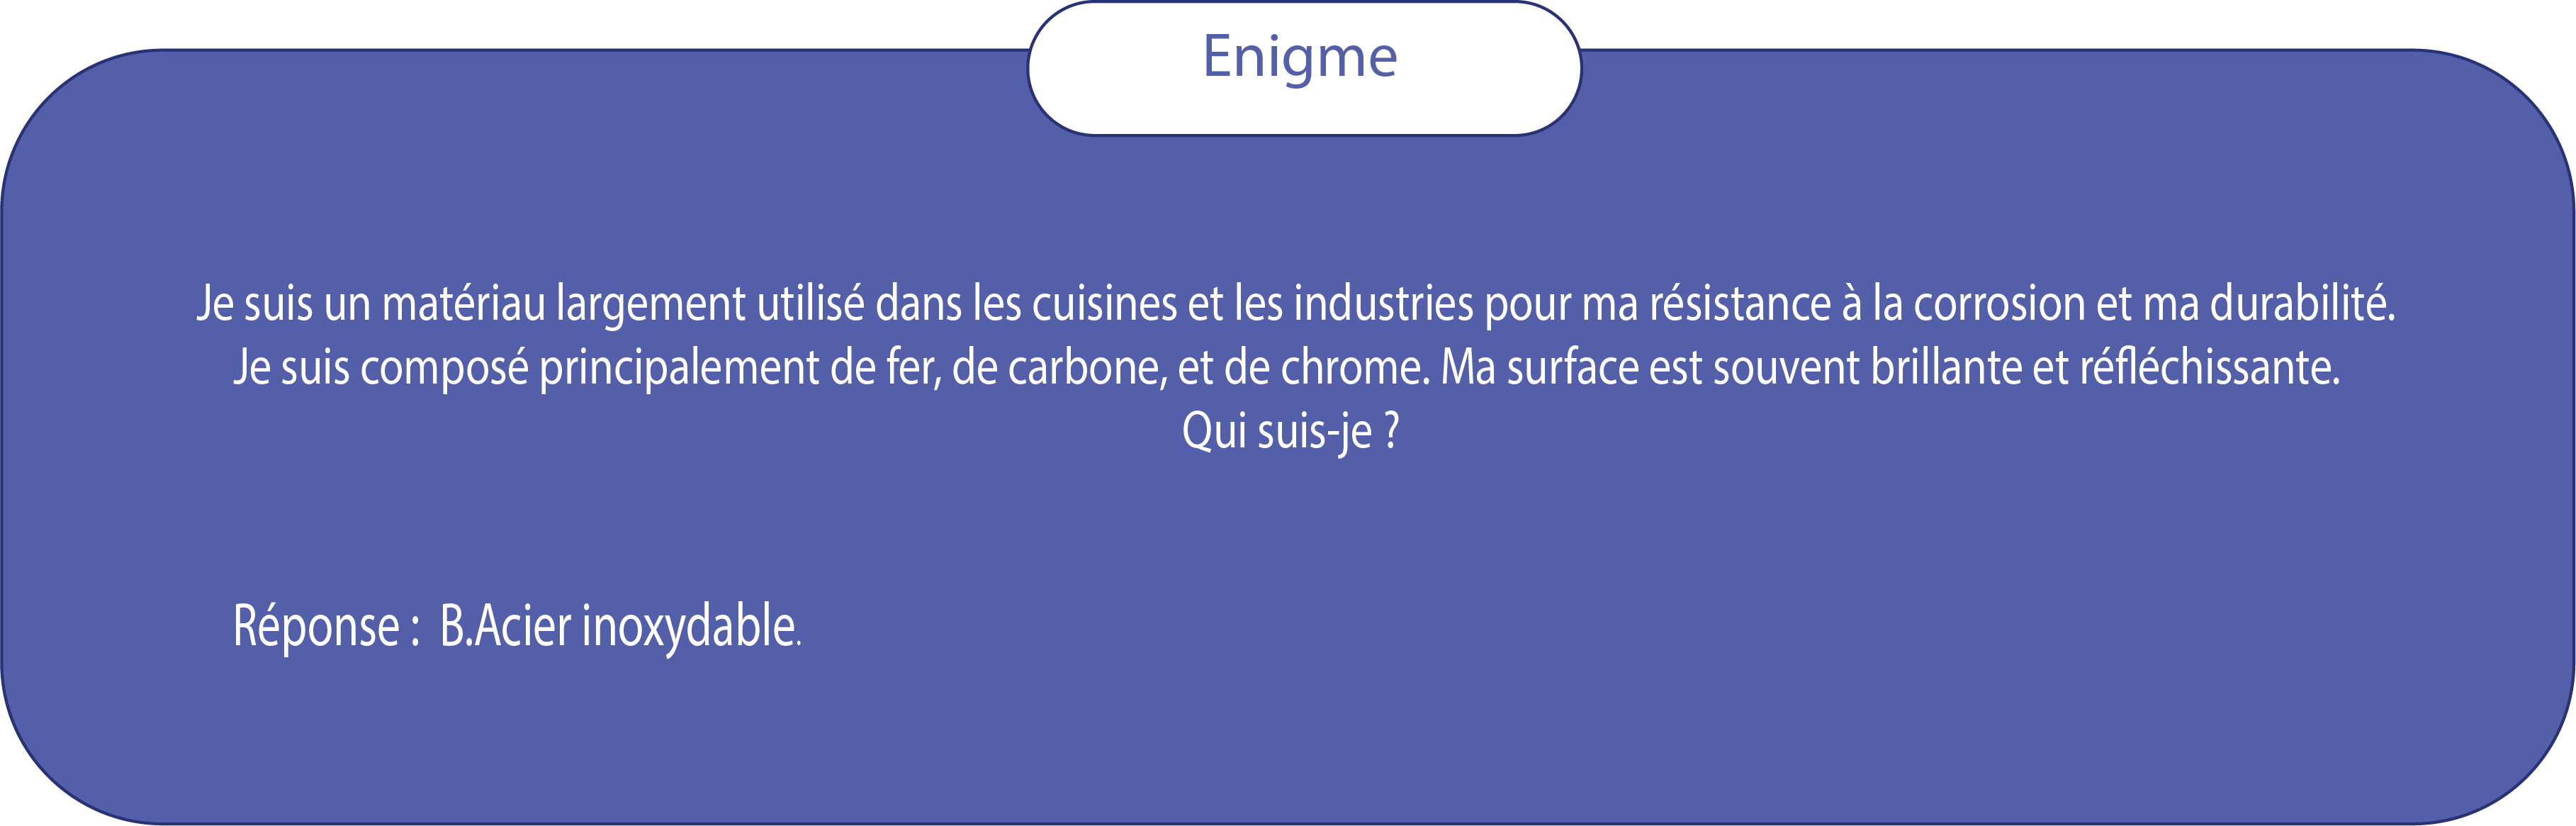 Enigme
Je suis un matériau largement utilisé dans les cuisines et les industries pour ma résistance à la corrosion et ma durabilité.
Je suis composé principalement de fer, de carbone, et de chrome. Ma surface est souvent brillante et réfléchissante.
Qui suis-je ?
Réponse :  B.Acier inoxydable.